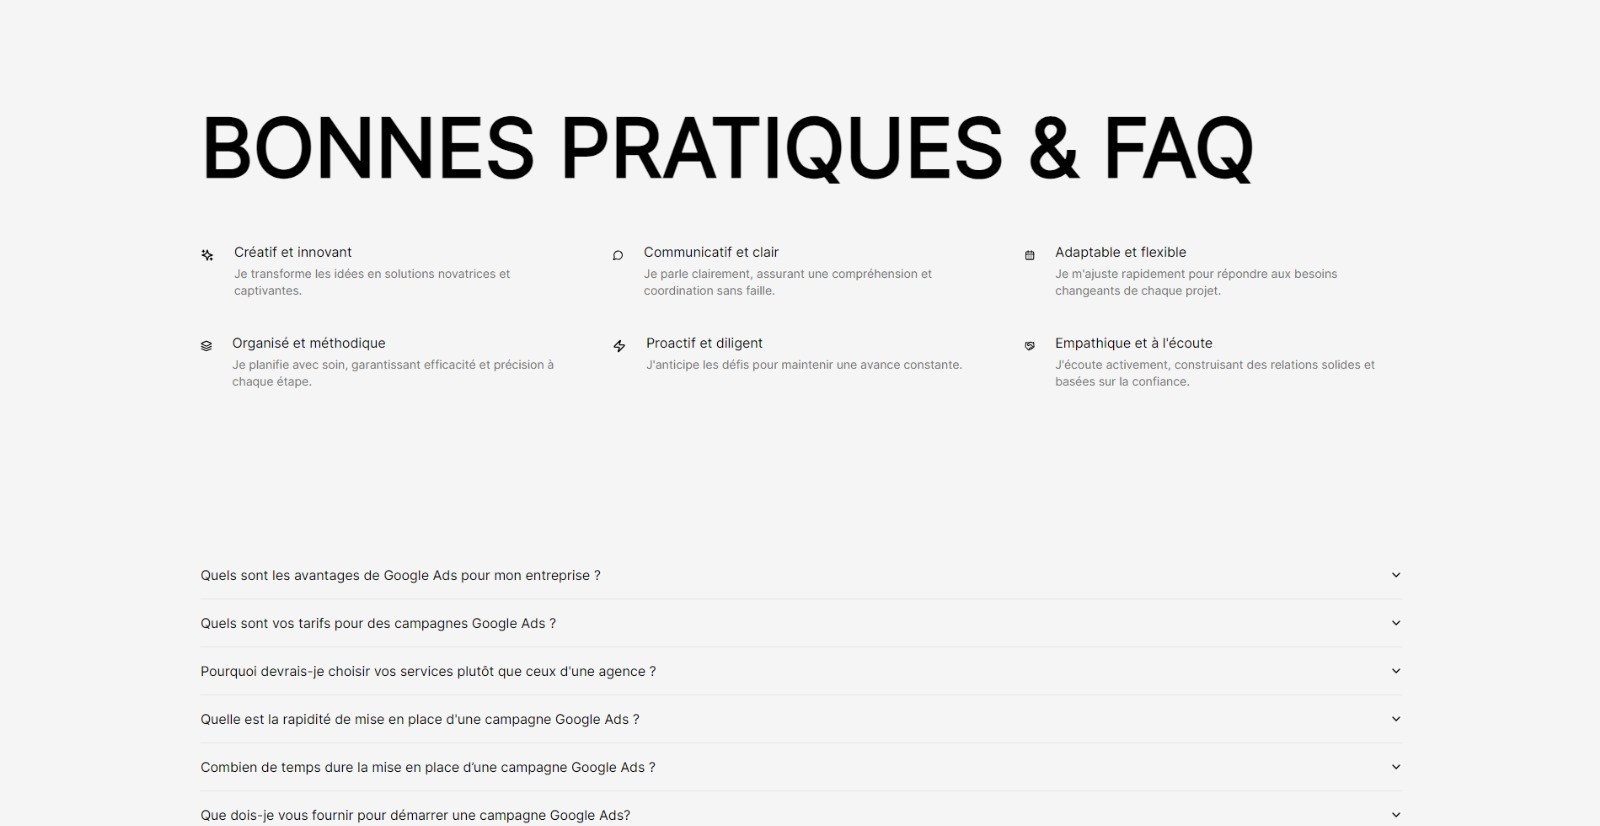 BONNES PRATIQUES & FAQ
Créatif et innovant
Je transforme les idées en solutions novatrices et
captivantes.
Communicatif et clair
Je parle clairement, assurant une compréhension et
coordination sans faille.
Adaptable et flexible
Je m'ajuste rapidement pour répondre aux besoins
changeants de chaque projet.
Organisé et méthodique
Je planifie avec soin, garantissant efficacité et précision à
chaque étape.
Proactif et diligent
J'anticipe les défis pour maintenir une avance constante.
Empathique et à l'écoute
J'écoute activement, construisant des relations solides et
basées sur la confiance.
Quels sont les avantages de Google Ads pour mon entreprise ?
Quels sont vos tarifs pour des campagnes Google Ads ?
Pourquoi devrais-je choisir vos services plutôt que ceux d'une agence ?
Quelle est la rapidité de mise en place d'une campagne Google Ads ?
Combien de temps dure la mise en place d'une campagne Google Ads ?
Que dois-je vous fournir pour démarrer une campagne Google Ads?